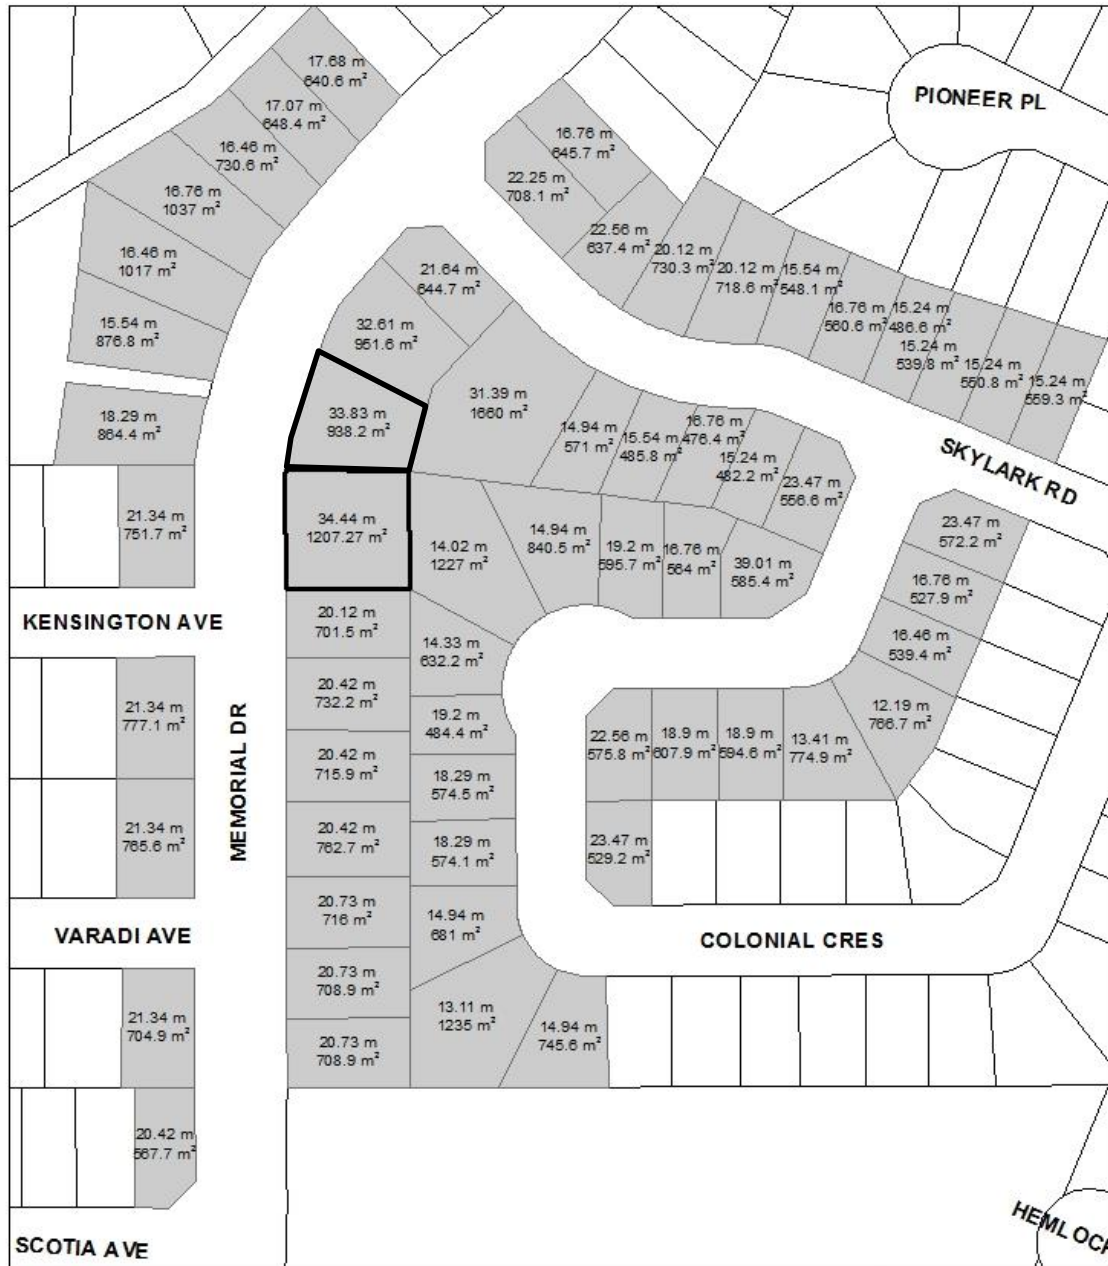 17.68 m
640.6 m²
17.07 m
648.4 m²
16.46 m
730.6 m²
16.76 m
1037 m²
16.46 m
1017 m²
15.54 m
876.8 m²
18.29 m
864.4 m²
PIONEER PL
16.76 m
645.7 m²
22.25 m
708.1 m²
22.56 m
637.4 m²
20.12 m
730.3 m²
20.12 m
718.6 m²
15.54 m
548.1 m²
16.76 m
560.6 m²
15.24 m
486.6 m²
15.24 m
539.8 m²
15.24 m
550.8 m²
15.24 m
559.3 m²
21.64 m
644.7 m²
32.61 m
951.6 m²
33.83 m
938.2 m²
31.39 m
1660 m²
14.94 m
571 m²
15.54 m
485.8 m²
16.76 m
476.4 m²
15.24 m
482.2 m²
23.47 m
556.6 m²
SKYLARK RD
21.34 m
751.7 m²
34.44 m
1207.27 m²
14.02 m
1227 m²
14.94 m
840.5 m²
19.2 m
595.7 m²
16.76 m
564 m²
39.01 m
585.4 m²
23.47 m
572.2 m²
16.76 m
527.9 m²
16.46 m
539.4 m²
12.19 m
766.7 m²
KENSINGTON AVE
20.12 m
701.5 m²
14.33 m
632.2 m²
21.34 m
777.1 m²
MEMORIAL DR
20.42 m
732.2 m²
19.2 m
484.4 m²
22.56 m
575.8 m²
18.9 m
607.9 m²
18.9 m
594.6 m²
13.41 m
774.9 m²
20.42 m
715.9 m²
18.29 m
574.5 m²
21.34 m
765.6 m²
20.42 m
762.7 m²
18.29 m
574.1 m²
23.47 m
529.2 m²
20.73 m
716 m²
14.94 m
681 m²
VARADI AVE
COLONIAL CRES
20.73 m
708.9 m²
21.34 m
704.9 m²
20.73 m
708.9 m²
13.11 m
1235 m²
14.94 m
745.6 m²
20.42 m
567.7 m²
SCOTIA AVE
HEMLOCK